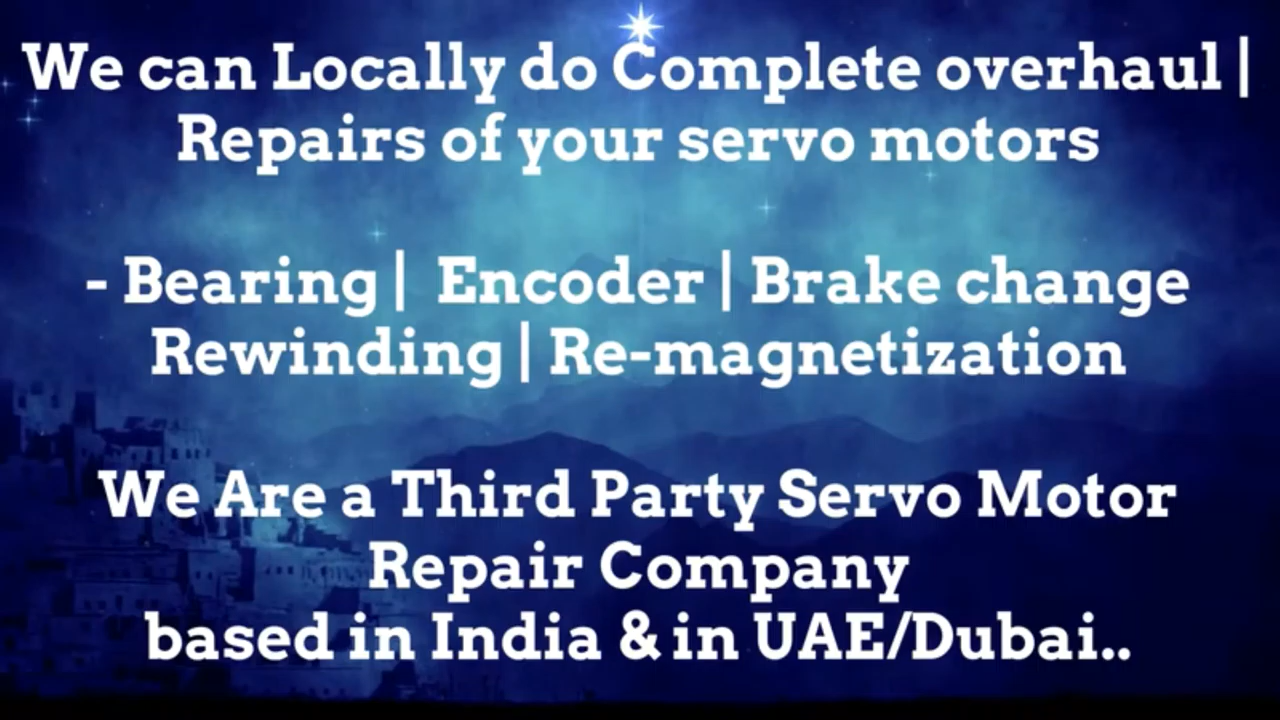 We can Locally do Complete overhaul |
Repairs of your servo motors
- Bearing | Encoder | Brake change
Rewinding | Re-magnetization
We Are a Third Party Servo Motor
Repair Company
based in India & in UAE/Dubai..